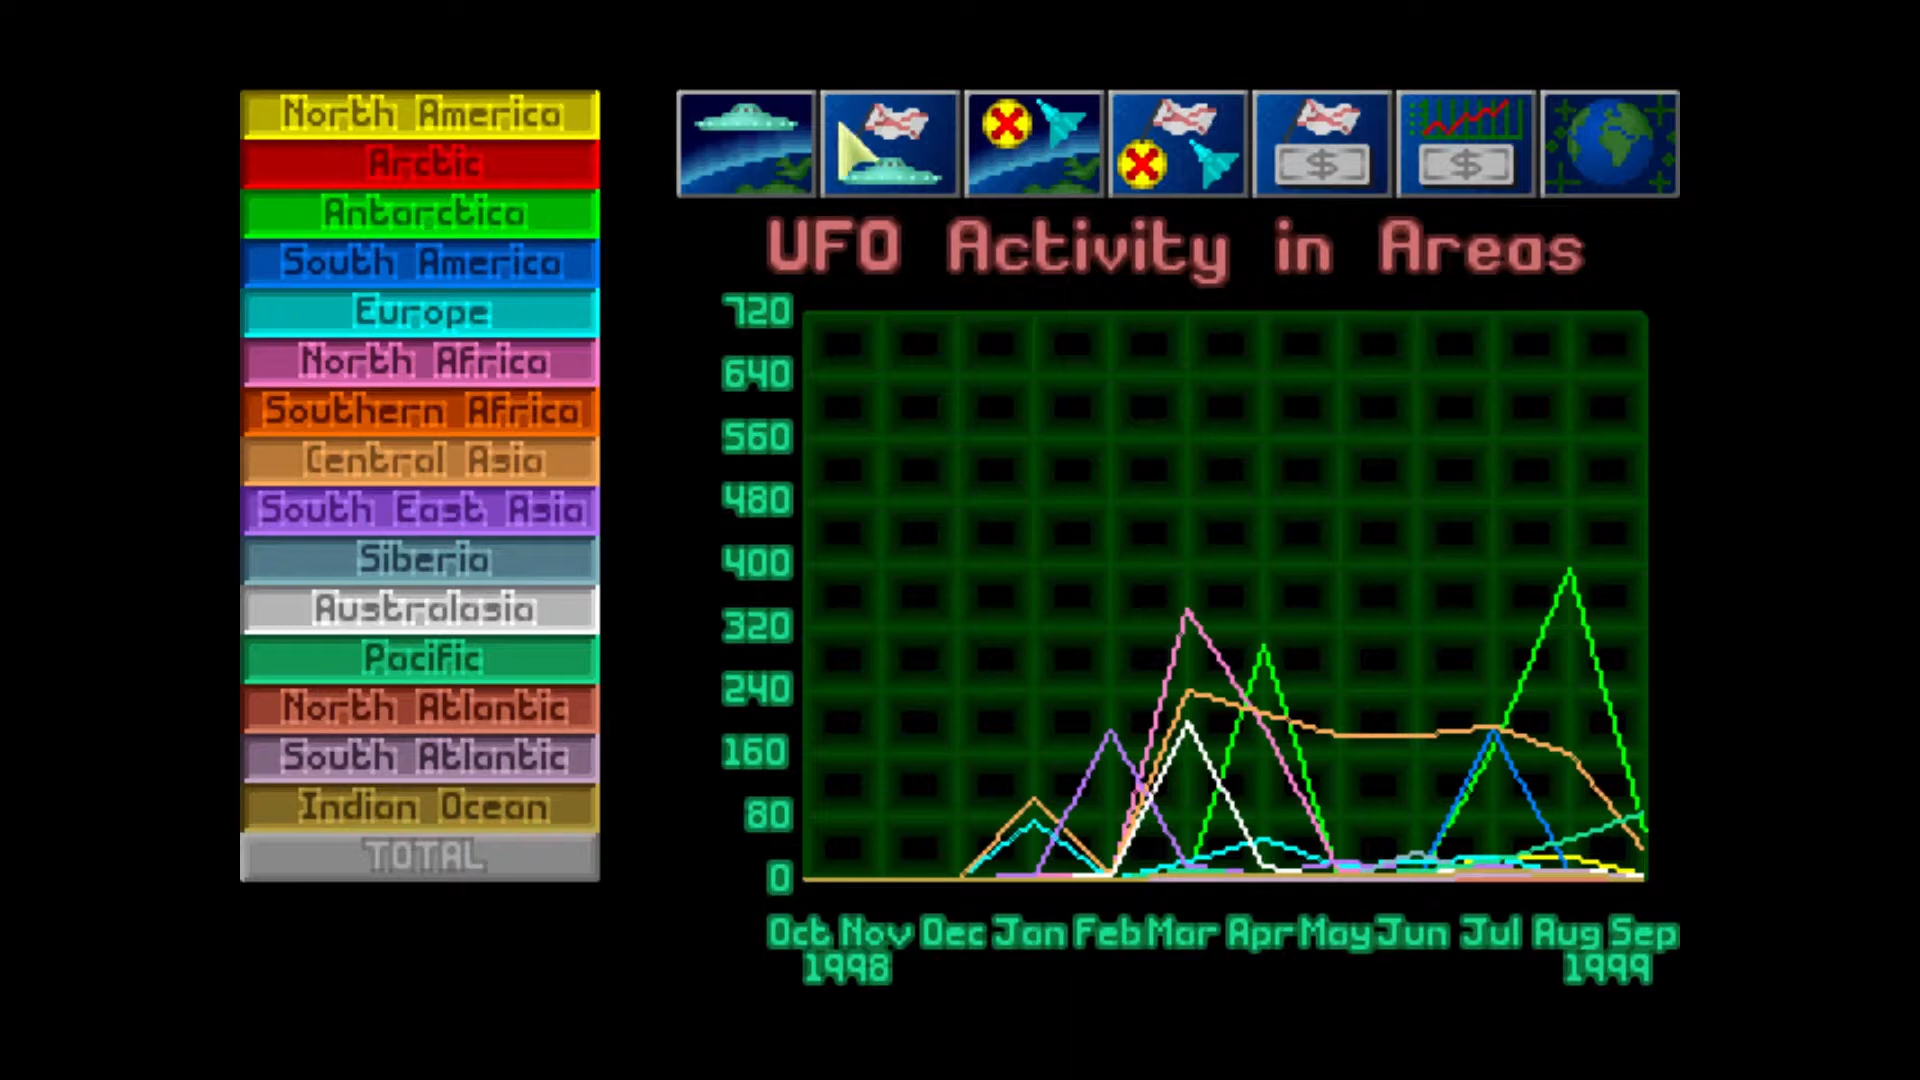 North America
Arctic
Antarctica
South America
Europe
North Africa
Southern Africa
Central Asia
South East Asia
Siberia
Australasia
Pacific
North Atlantic
South Atlantic
Indian Ocean
TOTAL
$
$
UFO Activity in Areas
720
640
560
480
400
320
240
160
80
0
Oct Nov Dec Jan Feb Mar Apr May Jun Jul Aug Sep
1998 1999